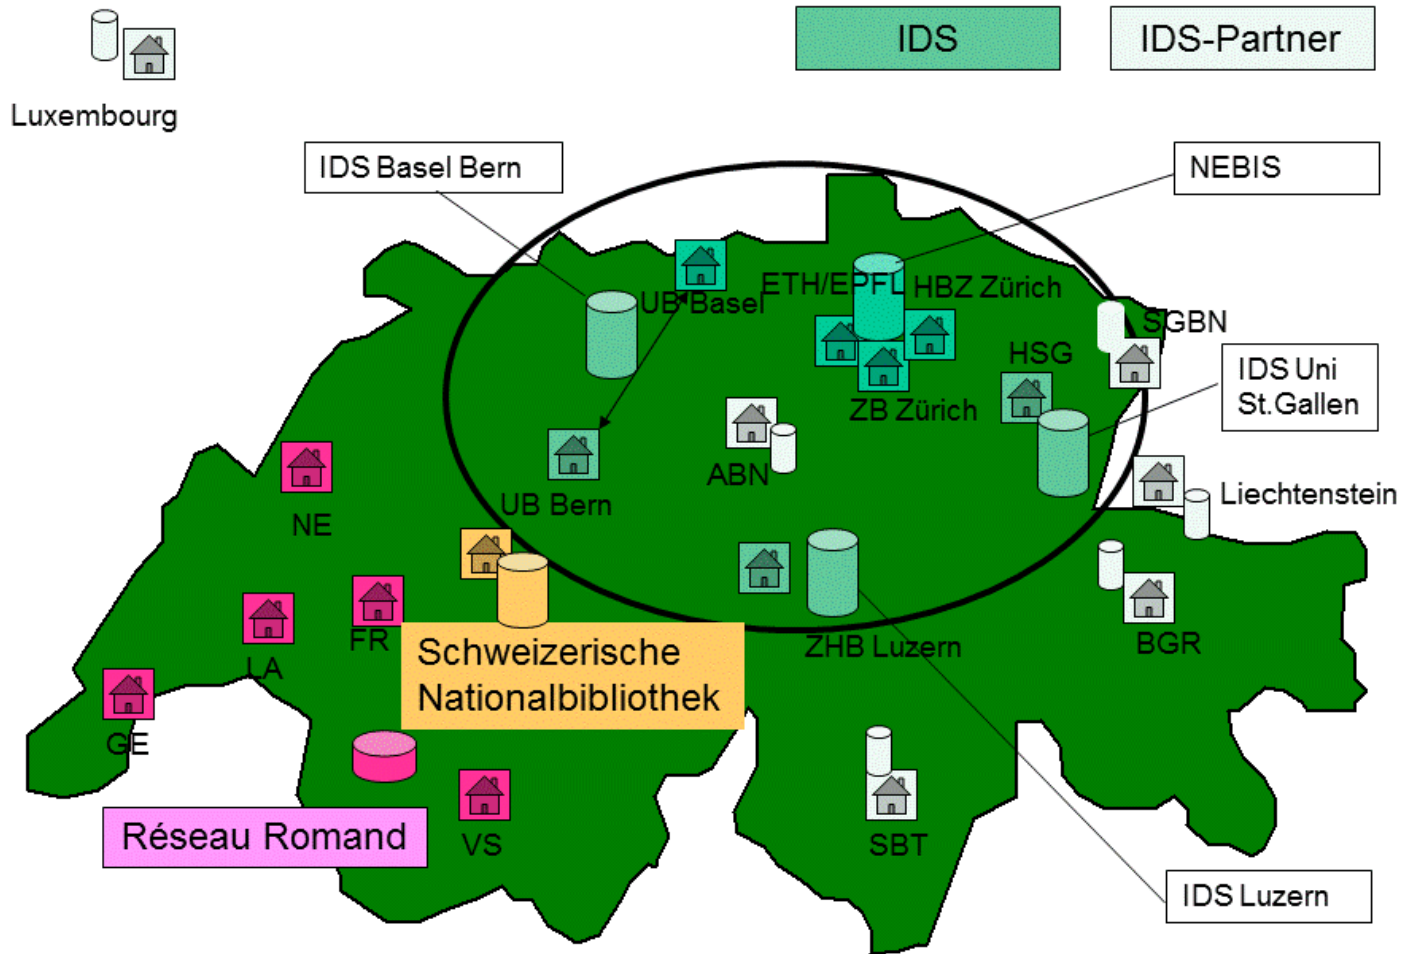 IDS
IDS-Partner
Luxembourg
IDS Basel Bern
NEBIS
UB Basel
ETH/EPFL
HBZ Zürich
SGBN
HSG
IDS Uni
St.Gallen
ZB Zürich
ABN
UB Bern
Liechtenstein
NE
FR
LA
Schweizerische
Nationalbibliothek
ZHB Luzern
BGR
GE
Réseau Romand
VS
SBT
IDS Luzern